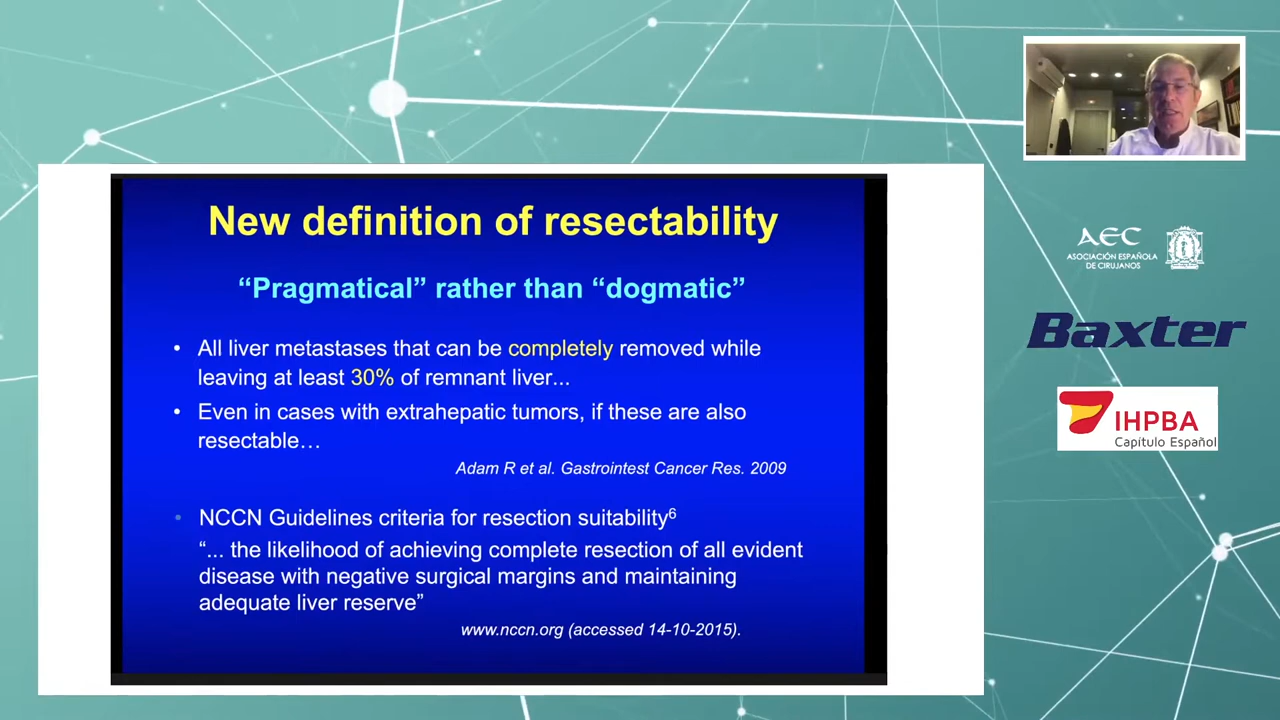 New definition of resectability
“Pragmatical” rather than “dogmatic”
• All liver metastases that can be completely removed while
leaving at least 30% of remnant liver...
• Even in cases with extrahepatic tumors, if these are also
resectable…
Adam R et al. Gastrointest Cancer Res. 2009
• NCCN Guidelines criteria for resection suitability⁶
“... the likelihood of achieving complete resection of all evident
disease with negative surgical margins and maintaining
adequate liver reserve”
www.nccn.org (accessed 14-10-2015).
AEC
ASOCIACIÓN ESPAÑOLA
DE CIRUJANOS
Baxter
IHPBA
Capítulo Español